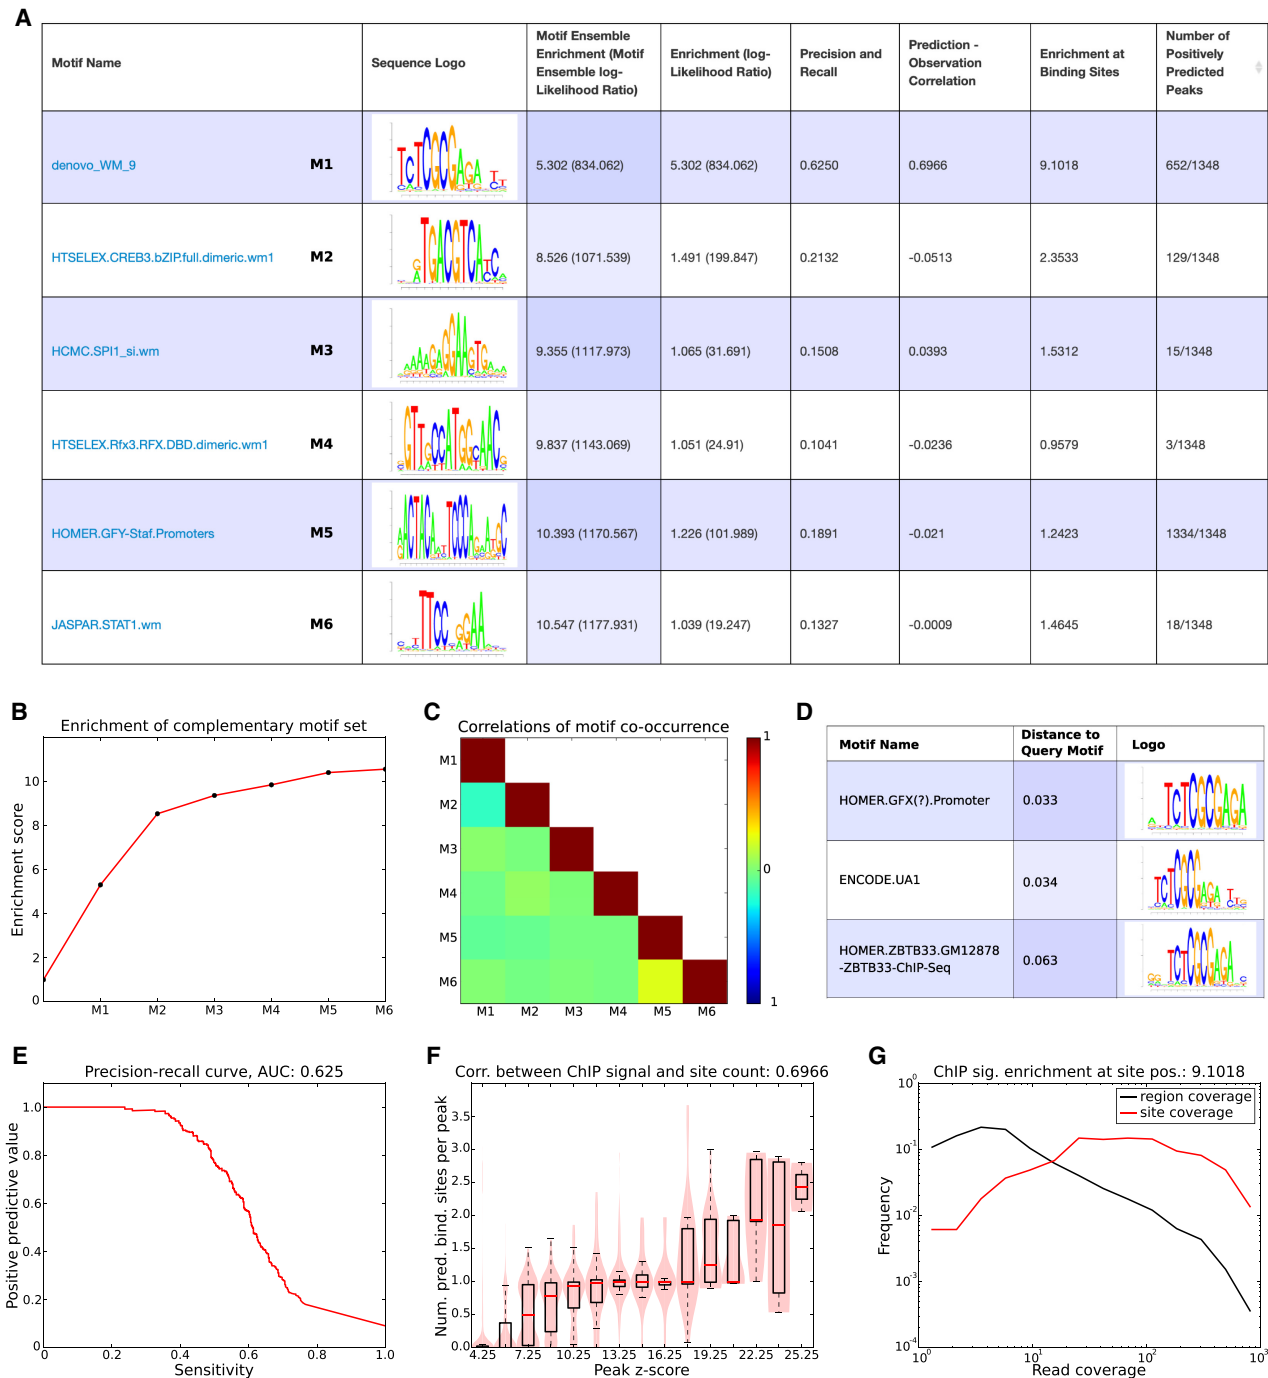 A
Motif Name
Sequence Logo
Motif Ensemble
Enrichment (Motif
Ensemble log-
Likelihood Ratio)
Enrichment (log-
Likelihood Ratio)
Precision and
Recall
Prediction -
Observation
Correlation
Enrichment at
Binding Sites
Number of
Positively
Predicted
Peaks
denovo_WM_9 M1 5.302 (834.062) 5.302 (834.062) 0.6250 0.6966 9.1018 652/1348
HTSELEX.CREB3.bZIP.full.dimeric.wm1 M2 8.526 (1071.539) 1.491 (199.847) 0.2132 -0.0513 2.3533 129/1348
HCMC.SPI1_si.wm M3 9.355 (1117.973) 1.065 (31.691) 0.1508 0.0393 1.5312 15/1348
HTSELEX.Rfx3.RFX.DBD.dimeric.wm1 M4 9.837 (1143.069) 1.051 (24.91) 0.1041 -0.0236 0.9579 3/1348
HOMER.GFY-Staf.Promoters M5 10.393 (1170.567) 1.226 (101.989) 0.1891 -0.021 1.2423 1334/1348
JASPAR.STAT1.wm M6 10.547 (1177.931) 1.039 (19.247) 0.1327 -0.0009 1.4645 18/1348
B
Enrichment of complementary motif set
Enrichment score
10
8
6
4
2
0
M1 M2 M3 M4 M5 M6
C
Correlations of motif co-occurrence
M1
M2
M3
M4
M5
M6
M1 M2 M3 M4 M5 M6
1
0
1
D
Motif Name
Distance to
Query Motif
Logo
HOMER.GFX(?).Promoter 0.033
ENCODE.UA1 0.034
HOMER.ZBTB33.GM12878
-ZBTB33-ChIP-Seq
0.063
E
Precision-recall curve, AUC: 0.625
Positive predictive value
1.0
0.8
0.6
0.4
0.2
0
0 0.2 0.4 0.6 0.8 1.0
Sensitivity
F
Corr. between ChIP signal and site count: 0.6966
Num. pred. bind. sites per peak
3.5
3.0
2.5
2.0
1.5
1.0
0.5
0.0
4.25 7.25 10.25 13.25 16.25 19.25 22.25 25.25
Peak z-score
G
ChIP sig. enrichment at site pos.: 9.1018
region coverage
site coverage
Frequency
10⁰
10⁻¹
10⁻²
10⁻³
10⁻⁴
10⁰ 10¹ 10² 10³
Read coverage